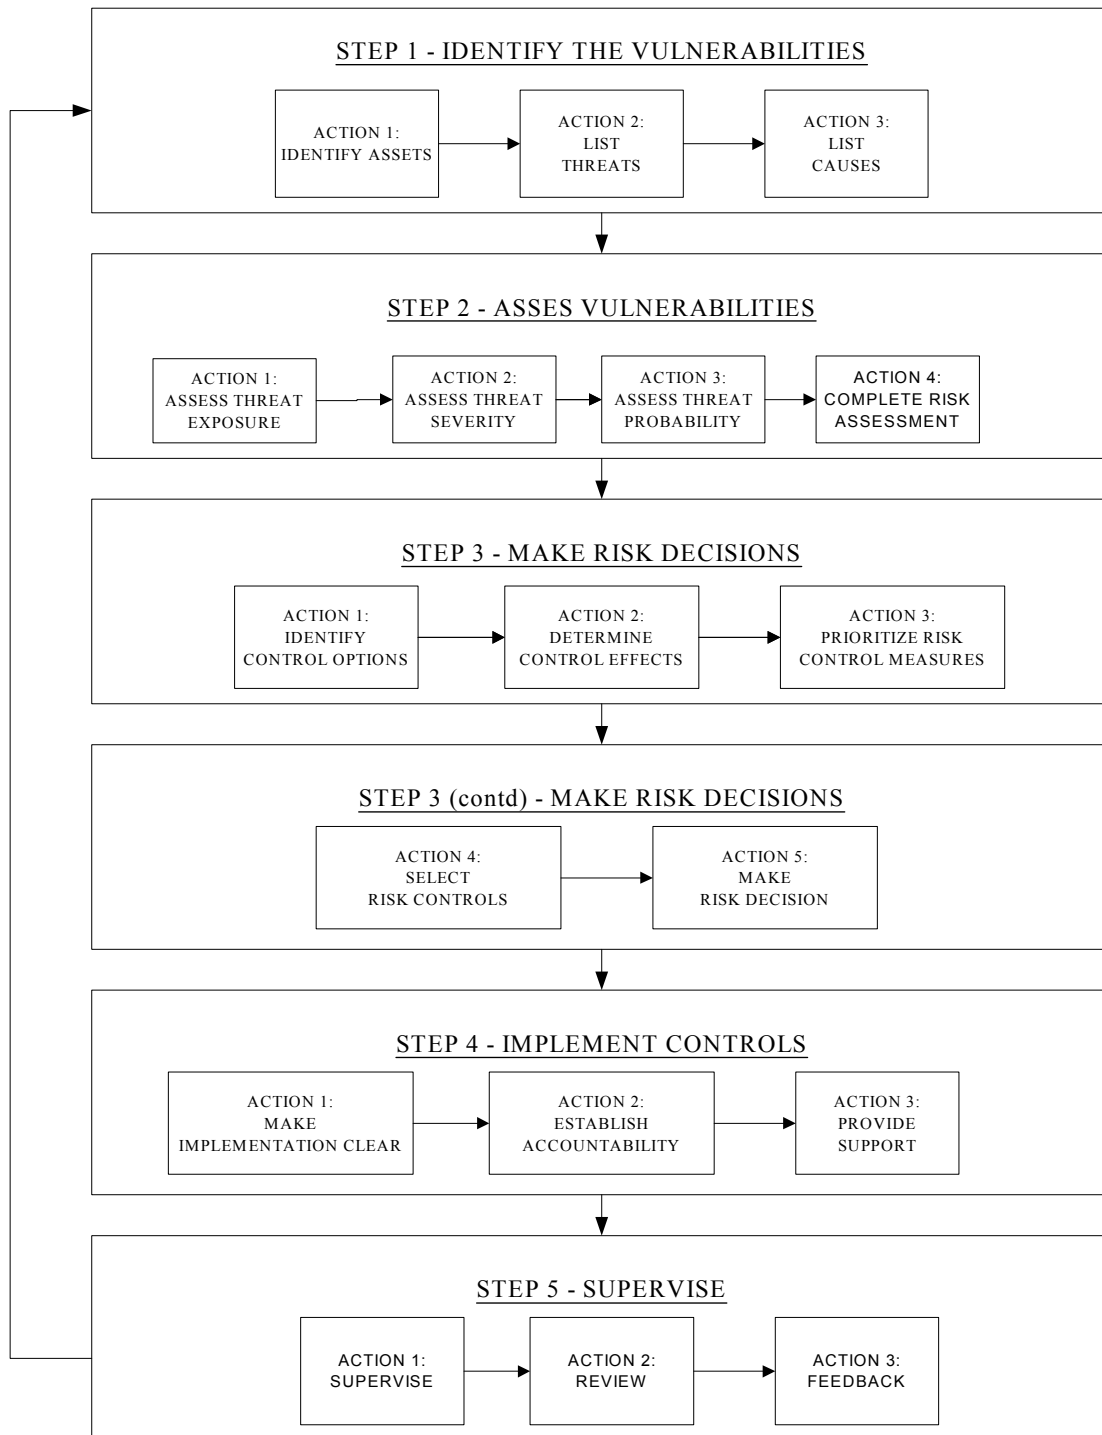 STEP 1 - IDENTIFY THE VULNERABILITIES
ACTION 1:
IDENTIFY ASSETS
ACTION 2:
LIST
THREATS
ACTION 3:
LIST
CAUSES
STEP 2 - ASSES VULNERABILITIES
ACTION 1:
ASSESS THREAT
EXPOSURE
ACTION 2:
ASSESS THREAT
SEVERITY
ACTION 3:
ASSESS THREAT
PROBABILITY
ACTION 4:
COMPLETE RISK
ASSESSMENT
STEP 3 - MAKE RISK DECISIONS
ACTION 1:
IDENTIFY
CONTROL OPTIONS
ACTION 2:
DETERMINE
CONTROL EFFECTS
ACTION 3:
PRIORITIZE RISK
CONTROL MEASURES
STEP 3 (contd) - MAKE RISK DECISIONS
ACTION 4:
SELECT
RISK CONTROLS
ACTION 5:
MAKE
RISK DECISION
STEP 4 - IMPLEMENT CONTROLS
ACTION 1:
MAKE
IMPLEMENTATION CLEAR
ACTION 2:
ESTABLISH
ACCOUNTABILITY
ACTION 3:
PROVIDE
SUPPORT
STEP 5 - SUPERVISE
ACTION 1:
SUPERVISE
ACTION 2:
REVIEW
ACTION 3:
FEEDBACK